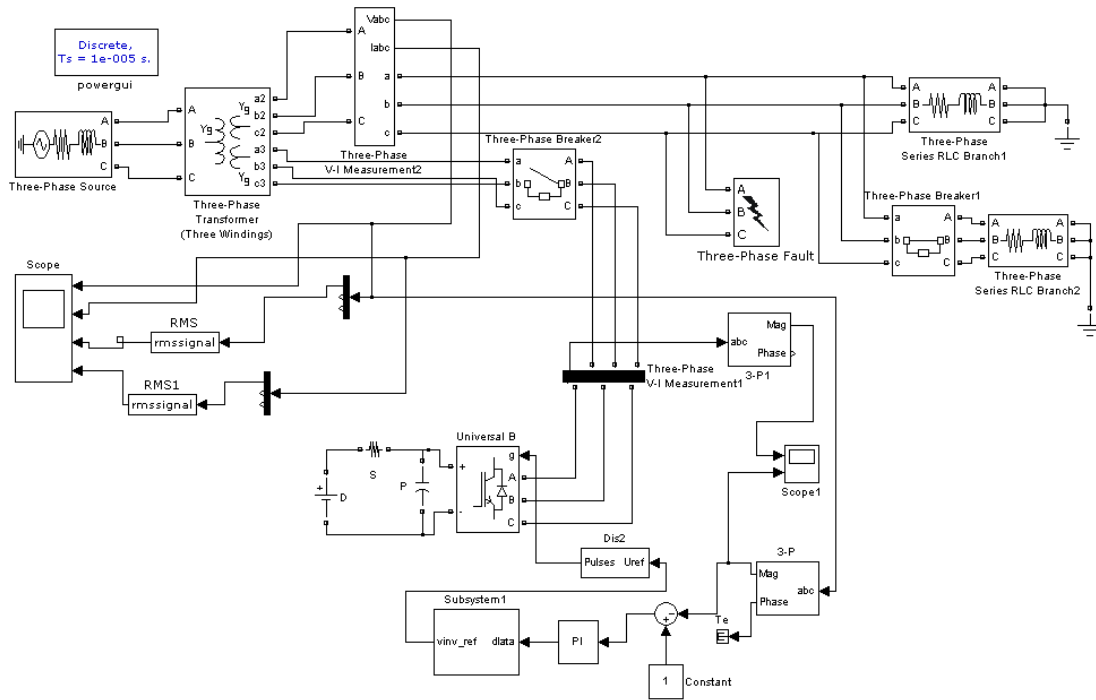 Discrete,
Ts = 1e-005 s.
powergui
A
B
C
Three-Phase Source
A
B
C
Yg
Yg
Yg
a2
b2
c2
a3
b3
c3
Three-Phase
Transformer
(Three Windings)
A
B
C
Vabc
Iabc
a
b
c
Three-Phase
V-I Measurement2
Three-Phase Breaker2
a
b
c
A
B
C
A
B
C
Three-Phase Fault
A
B
C
A
B
C
Three-Phase
Series RLC Branch1
Three-Phase Breaker1
a
b
c
A
B
C
A
B
C
A
B
C
Three-Phase
Series RLC Branch2
Scope
RMS
rmssignal
RMS1
rmssignal
Three-Phase
V-I Measurement1
abc
Mag
Phase
3-P1
Scope1
Universal B
g
+
-
A
B
C
S
P
+
D
Dis2
Pulses Uref
3-P
Mag
Phase
abc
Te
Subsystem1
vinv_ref dlata
PI
-
+
1
Constant